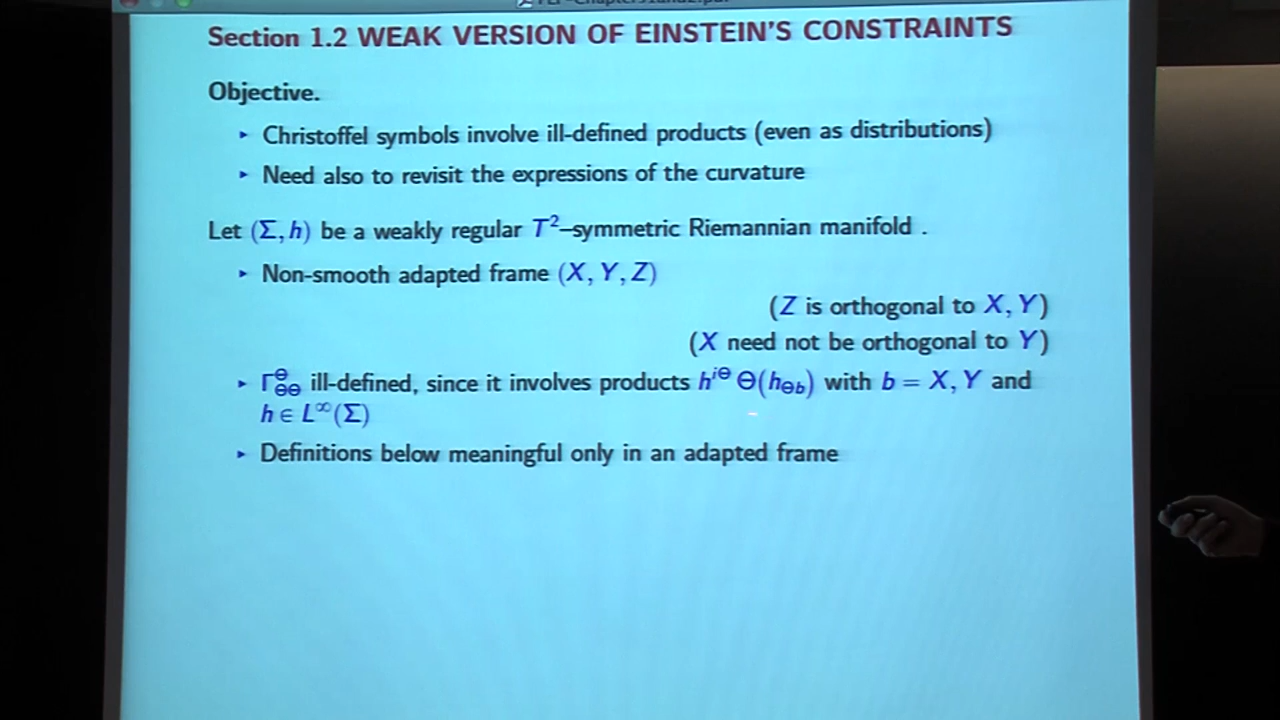 Section 1.2 WEAK VERSION OF EINSTEIN'S CONSTRAINTS
Objective.
‣ Christoffel symbols involve ill-defined products (even as distributions)
‣ Need also to revisit the expressions of the curvature
Let (Σ, h) be a weakly regular T²–symmetric Riemannian manifold .
‣ Non-smooth adapted frame (X, Y, Z)
(Z is orthogonal to X, Y)
(X need not be orthogonal to Y)
‣ Γ^Θ_ΘΘ ill-defined, since it involves products h^{iΘ} Θ(h_{Θb}) with b = X, Y and
h ∈ L^∞(Σ)
‣ Definitions below meaningful only in an adapted frame